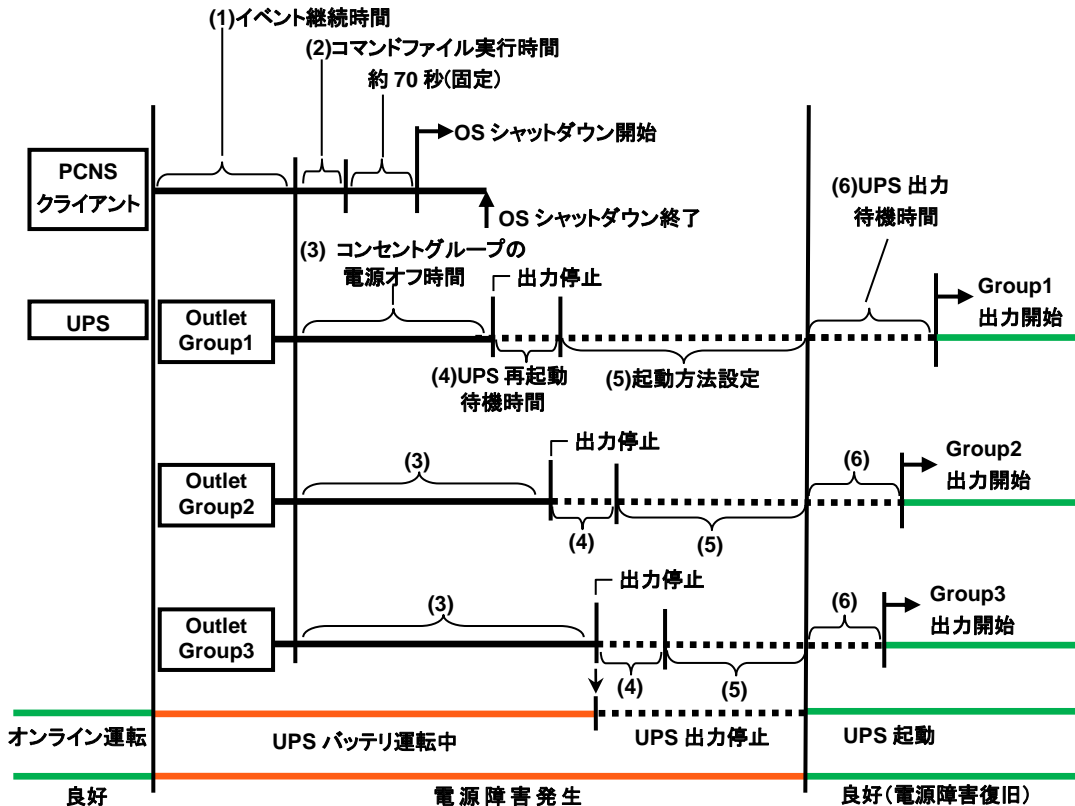 (1)イベント継続時間
(2)コマンドファイル実行時間
約 70 秒(固定)
OS シャットダウン開始
PCNS
クライアント
OS シャットダウン終了
(6)UPS 出力
待機時間
(3) コンセントグループの
電源オフ時間
出力停止
Group1
出力開始
UPS
Outlet
Group1
(4)UPS 再起動
待機時間
(5)起動方法設定
出力停止
Group2
出力開始
(3)
(6)
Outlet
Group2
(4)
(5)
出力停止
Group3
出力開始
(3)
(6)
Outlet
Group3
(4)
(5)
オンライン運転
UPS バッテリ運転中
UPS 出力停止
UPS 起動
良好
電源障害発生
良好(電源障害復旧)